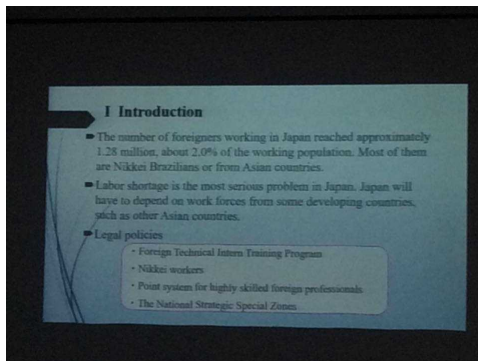 I Introduction
The number of foreigners working in Japan reached approximately
1.28 million, about 2.0% of the working population. Most of them
are Nikkei Brazilians or from Asian countries.
Labor shortage is the most serious problem in Japan. Japan will
have to depend on work forces from some developing countries,
such as other Asian countries.
Legal policies
・Foreign Technical Intern Training Program
・Nikkei workers
・Point system for highly skilled foreign professionals
・The National Strategic Special Zones